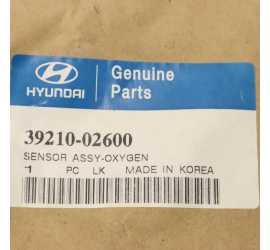 HYUNDAI
Genuine
Parts
39210-02600
SENSOR ASSY-OXYGEN
1 PC LK MADE IN KOREA